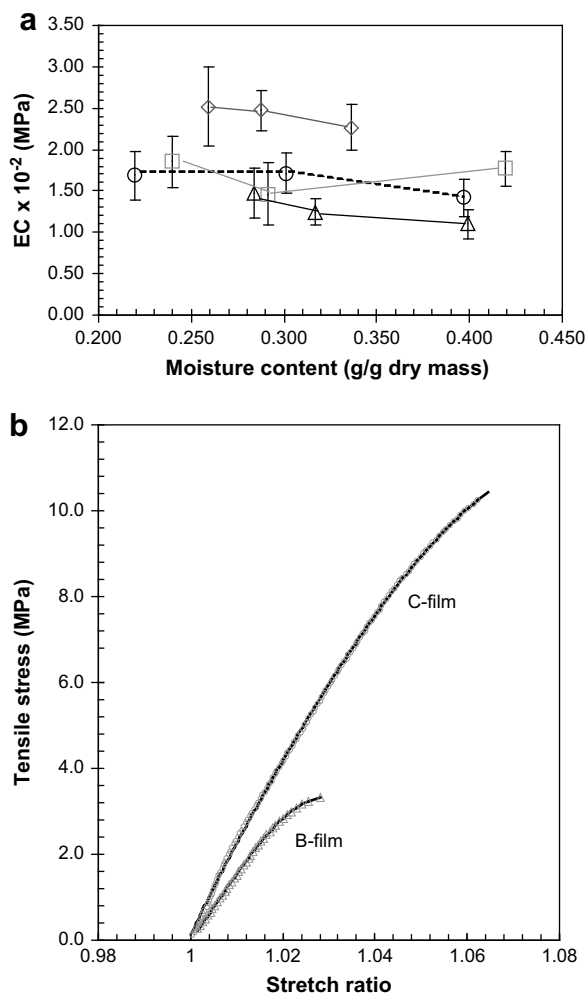 a
3.50
3.00
2.50
2.00
1.50
1.00
0.50
0.00
EC x 10⁻² (MPa)
0.200 0.250 0.300 0.350 0.400 0.450
Moisture content (g/g dry mass)
b
12.0
10.0
8.0
6.0
4.0
2.0
0.0
Tensile stress (MPa)
C-film
B-film
0.98 1 1.02 1.04 1.06 1.08
Stretch ratio